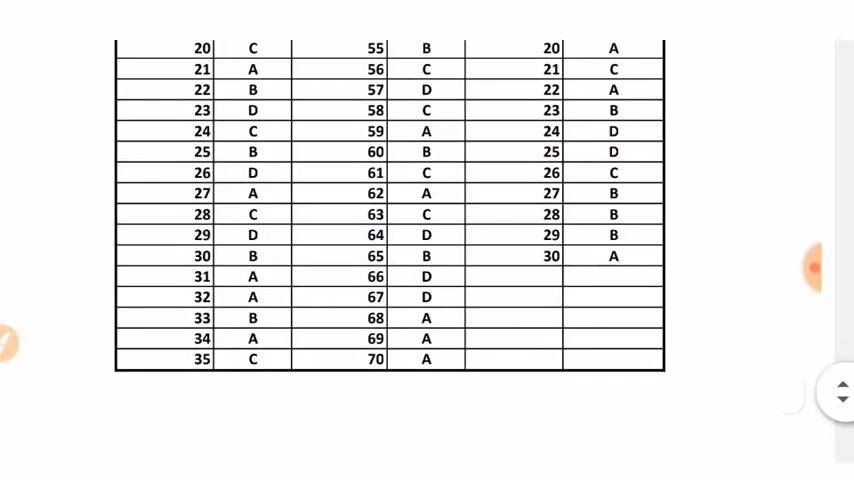 20 C 55 B 20 A
21 A 56 C 21 C
22 B 57 D 22 A
23 D 58 C 23 B
24 C 59 A 24 D
25 B 60 B 25 D
26 D 61 C 26 C
27 A 62 A 27 B
28 C 63 C 28 B
29 D 64 D 29 B
30 B 65 B 30 A
31 A 66 D
32 A 67 D
33 B 68 A
34 A 69 A
35 C 70 A